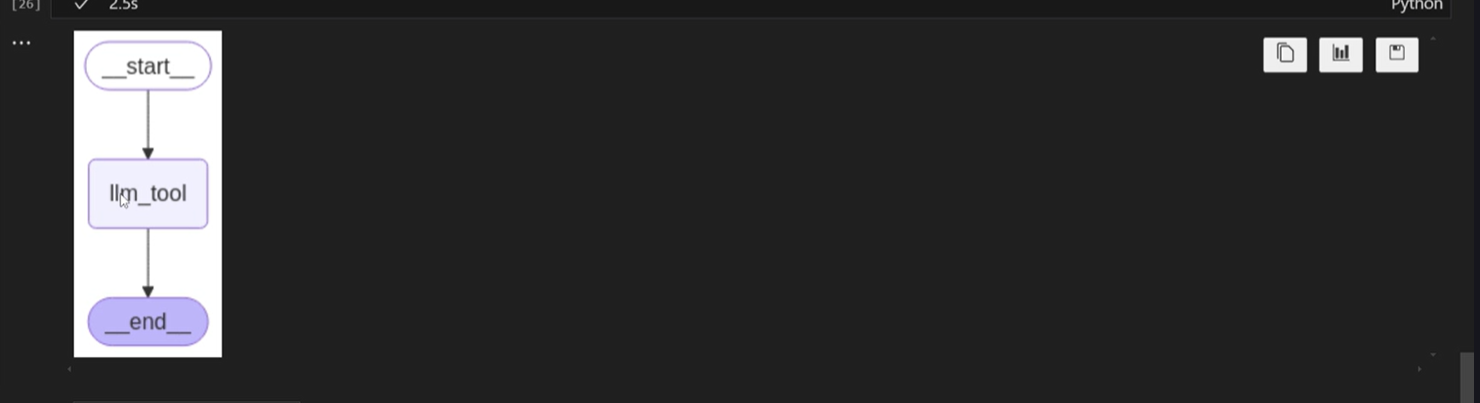 [26]
2.5s
Python
...
__start__
llm_tool
__end__